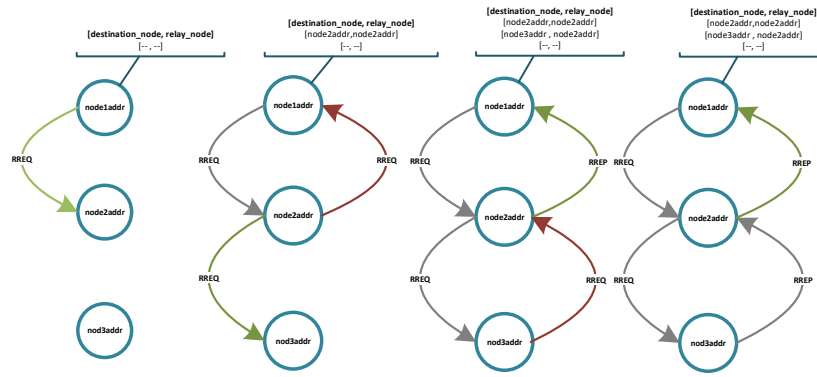 [destination_node, relay_node]
[-- , --]
node1addr
RREQ
node2addr
nod3addr
[destination_node, relay_node]
[node2addr,node2addr]
[--, --]
node1addr
RREQ
RREQ
node2addr
RREQ
nod3addr
[destination_node, relay_node]
[node2addr,node2addr]
[node3addr , node2addr]
[--, --]
node1addr
RREQ
RREP
node2addr
RREQ
RREQ
nod3addr
[destination_node, relay_node]
[node2addr,node2addr]
[node3addr , node2addr]
[--, --]
node1addr
RREQ
RREP
node2addr
RREQ
RREP
nod3addr